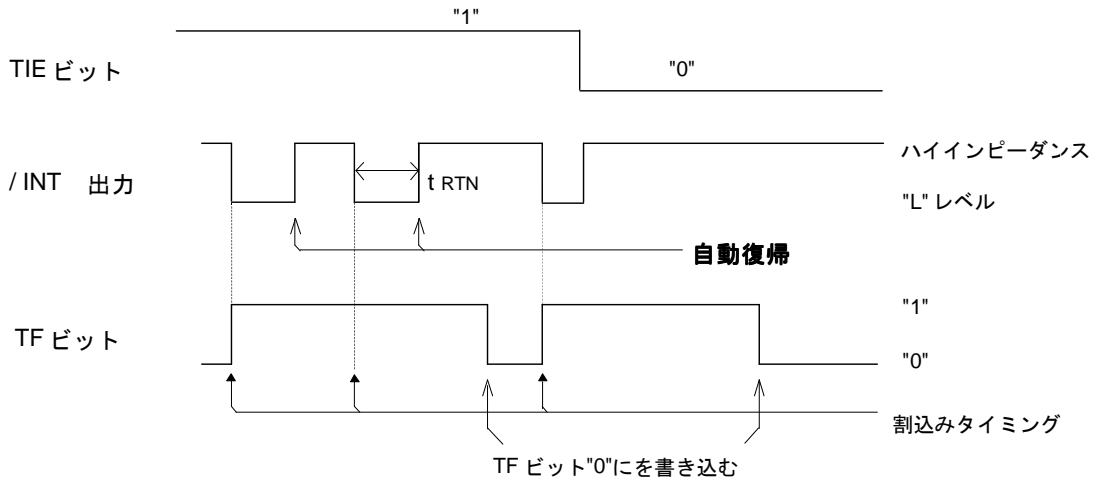 "1"
TIE ビット
"0"
/ INT 出力
t RTN
ハイインピーダンス
"L" レベル
自動復帰
TF ビット
"1"
"0"
割込みタイミング
TF ビット"0"にを書き込む